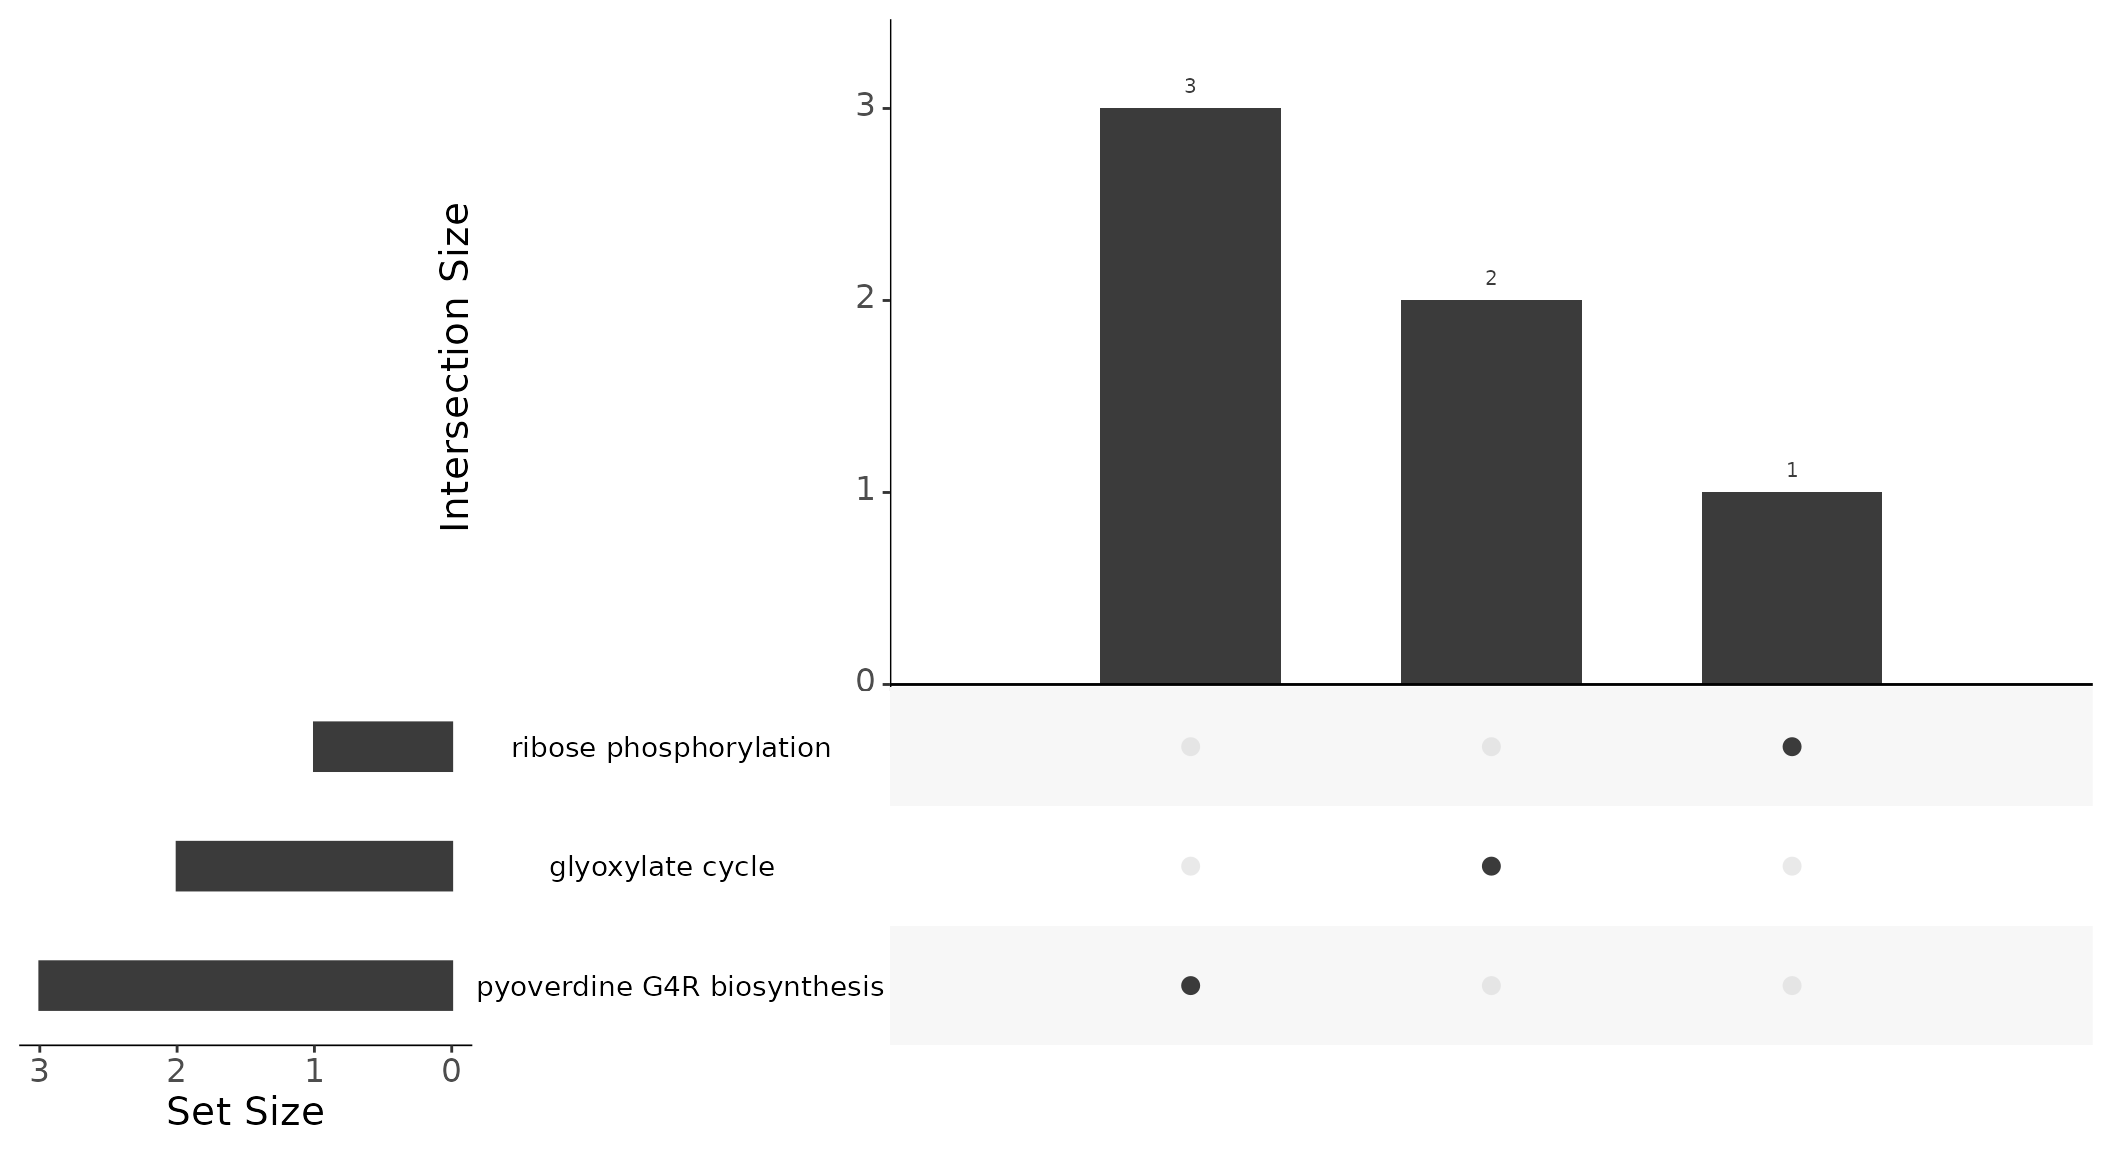 3
3
2
2
1
1
0
Intersection Size
ribose phosphorylation
glyoxylate cycle
pyoverdine G4R biosynthesis
3 2 1 0
Set Size